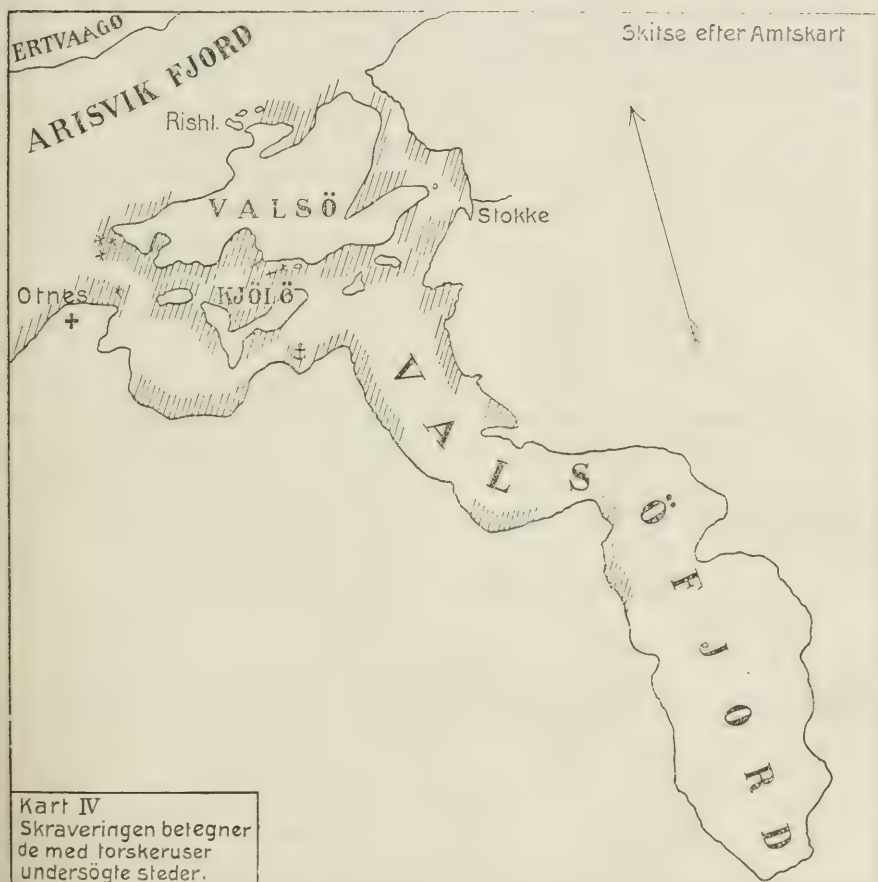 ERTVAAGÖ
Skitse efter Amtskart
ARISVIK FJORD
Rishl.
VALSÖ
Stokke
Otnes
KJÖLÖ
VALSÖFJORD
Kart IV
Skraveringen betegner
de med torskeruser
undersögte steder.